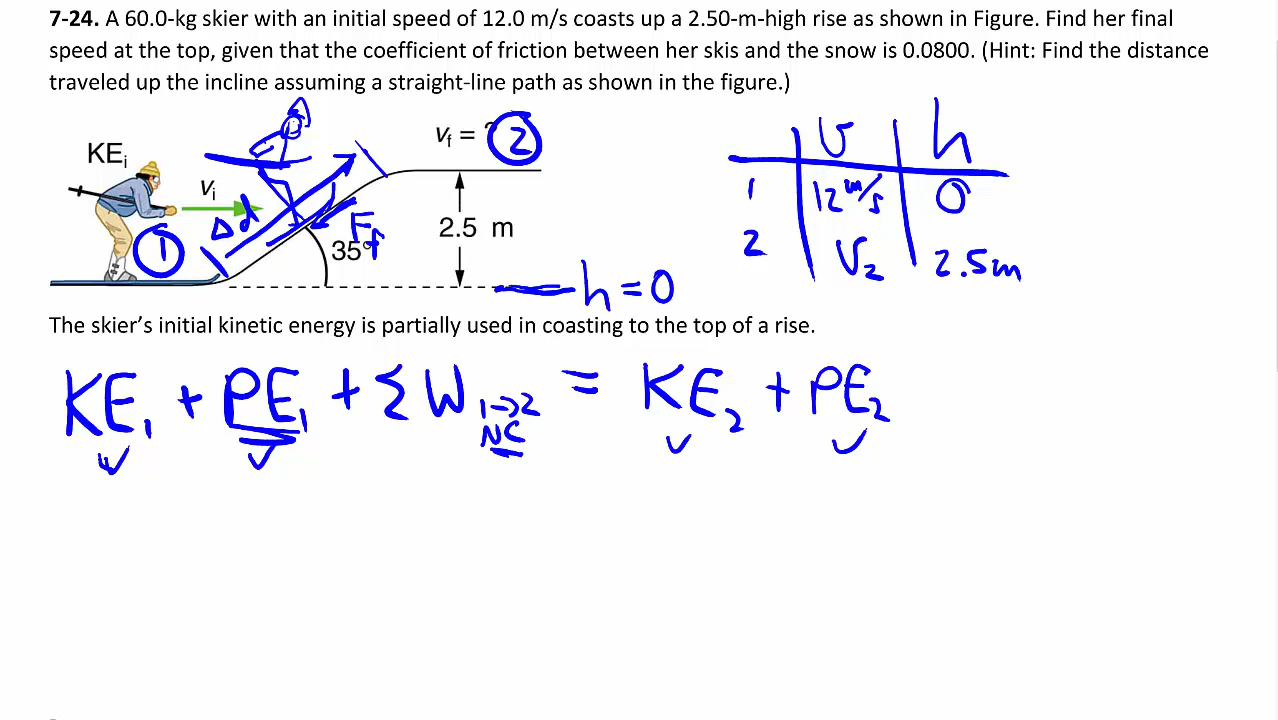 7-24. A 60.0-kg skier with an initial speed of 12.0 m/s coasts up a 2.50-m-high rise as shown in Figure. Find her final
speed at the top, given that the coefficient of friction between her skis and the snow is 0.0800. (Hint: Find the distance
traveled up the incline assuming a straight-line path as shown in the figure.)
KEi
vi
vf = ?
2
1
Δd
Ff
35°
2.5 m
h = 0
v h
1 12 m/s 0
2 v2 2.5m
The skier’s initial kinetic energy is partially used in coasting to the top of a rise.
KE1 + PE1 + ΣW1→2 = KE2 + PE2
NC